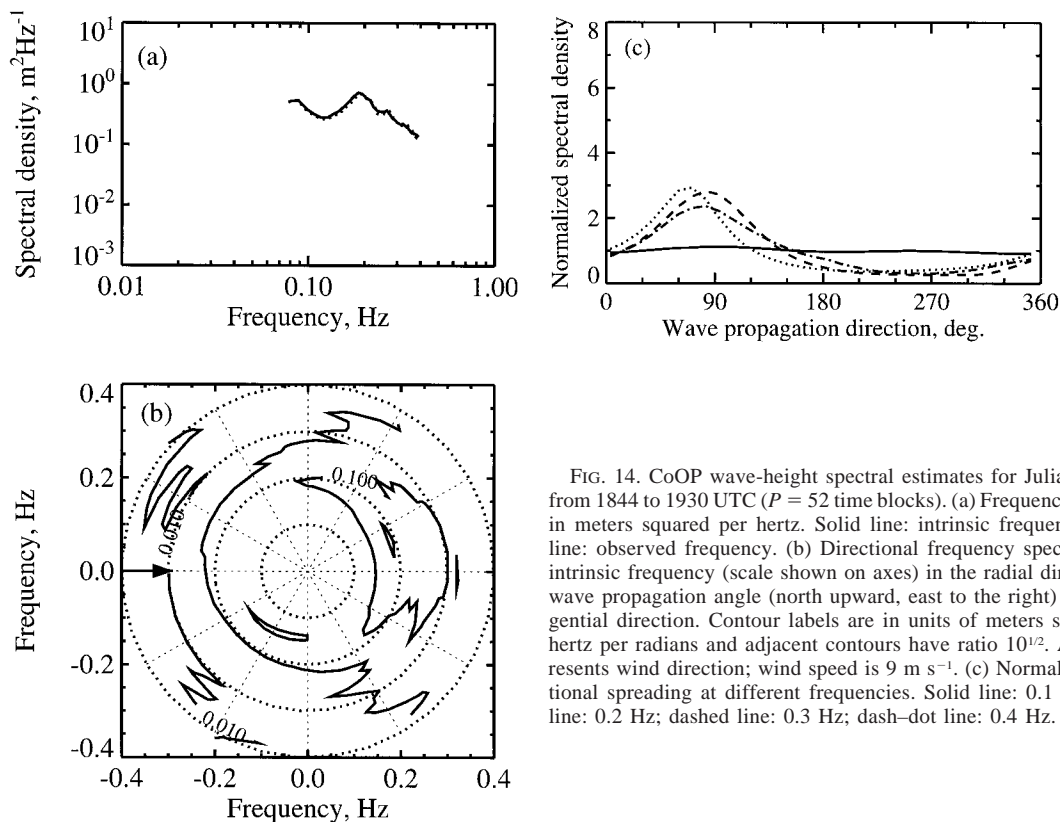 (a)
Spectral density, m²Hz⁻¹
10¹
10⁰
10⁻¹
10⁻²
10⁻³
0.01 0.10 1.00
Frequency, Hz
(c)
Normalized spectral density
8
6
4
2
0
0 90 180 270 360
Wave propagation direction, deg.
(b)
Frequency, Hz
0.4
0.2
0.0
-0.2
-0.4
0.100
0.010
0.010
-0.4 -0.2 0.0 0.2 0.4
Frequency, Hz
FIG. 14. CoOP wave-height spectral estimates for Julia
from 1844 to 1930 UTC (P = 52 time blocks). (a) Frequenc
in meters squared per hertz. Solid line: intrinsic frequen
line: observed frequency. (b) Directional frequency spec
intrinsic frequency (scale shown on axes) in the radial dir
wave propagation angle (north upward, east to the right)
gential direction. Contour labels are in units of meters s
hertz per radians and adjacent contours have ratio 10¹ᐟ². A
resents wind direction; wind speed is 9 m s⁻¹. (c) Normal
tional spreading at different frequencies. Solid line: 0.1
line: 0.2 Hz; dashed line: 0.3 Hz; dash–dot line: 0.4 Hz.